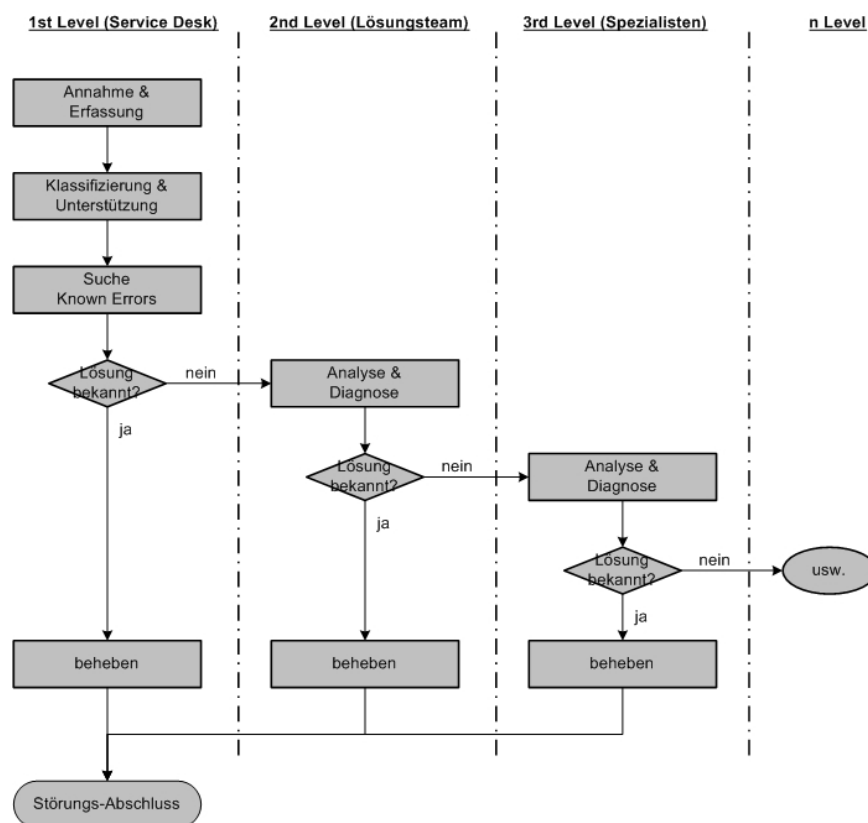 1st Level (Service Desk)
2nd Level (Lösungsteam)
3rd Level (Spezialisten)
n Level
Annahme &
Erfassung
Klassifizierung &
Unterstützung
Suche
Known Errors
Lösung
bekannt?
nein
ja
Analyse &
Diagnose
Lösung
bekannt?
nein
ja
Analyse &
Diagnose
Lösung
bekannt?
nein
ja
usw.
beheben
beheben
beheben
Störungs-Abschluss